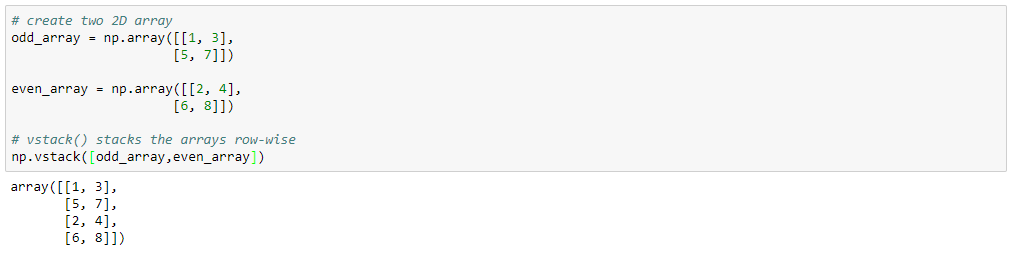 # create two 2D array
odd_array = np.array([[1, 3],
                     [5, 7]])
even_array = np.array([[2, 4],
                     [6, 8]])
# vstack() stacks the arrays row-wise
np.vstack([odd_array,even_array])
array([[1, 3],
       [5, 7],
       [2, 4],
       [6, 8]])